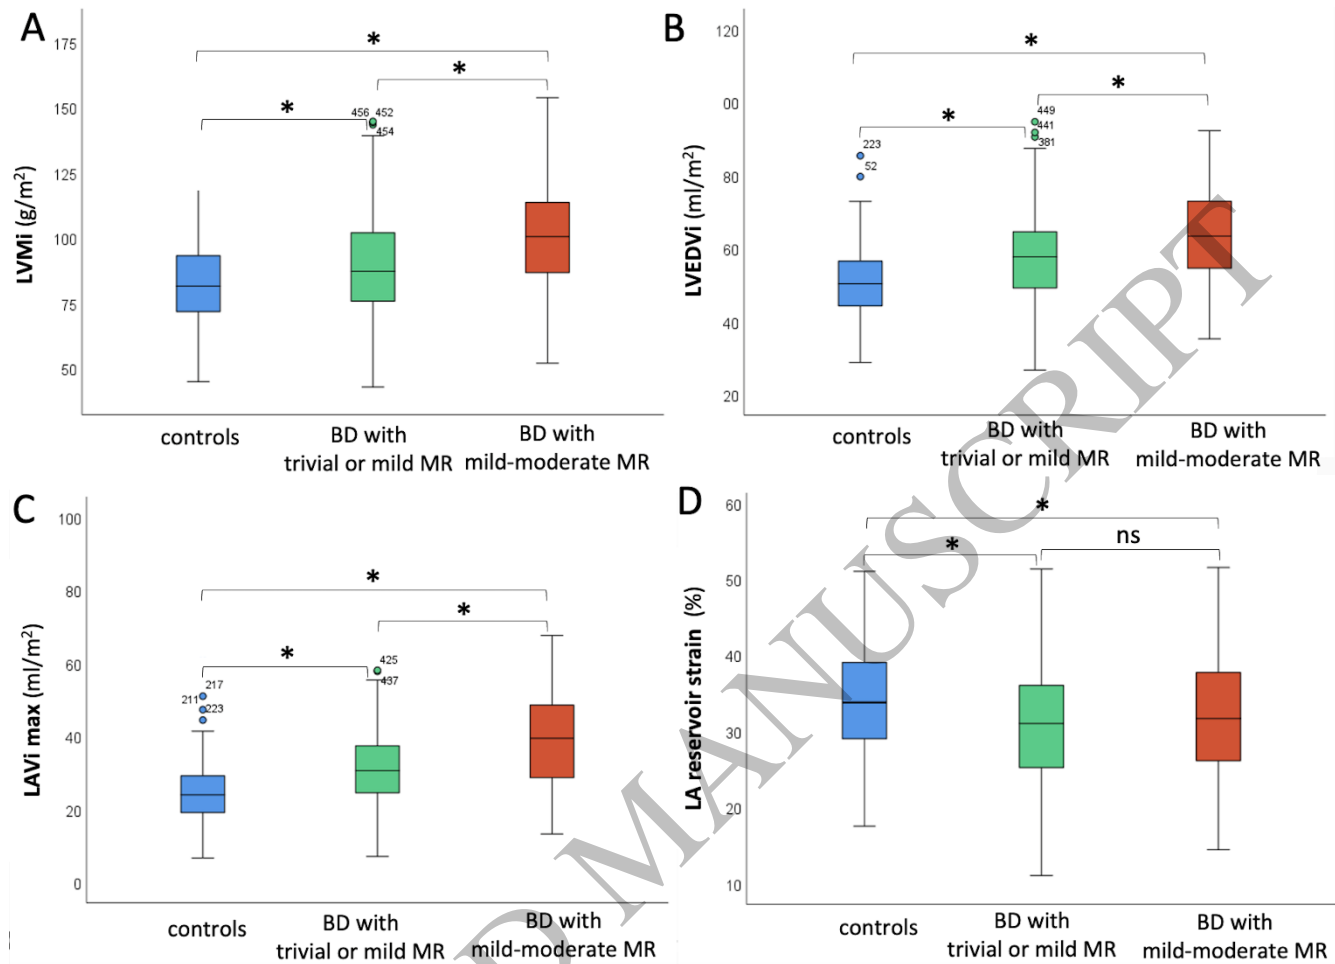 A
LVMi (g/m²)
175
150
125
100
75
50
*
*
*
456
452
454
controls
BD with
trivial or mild MR
BD with
mild-moderate MR
B
LVEDVi (ml/m²)
120
00
80
60
40
20
*
*
*
223
52
449
441
381
controls
BD with
trivial or mild MR
BD with
mild-moderate MR
C
LAVi max (ml/m²)
100
80
60
40
20
0
*
*
*
217
211
223
425
437
controls
BD with
trivial or mild MR
BD with
mild-moderate MR
D
LA reservoir strain (%)
60
50
40
30
20
10
*
*
ns
controls
BD with
trivial or mild MR
BD with
mild-moderate MR
D MANUSCRIPT